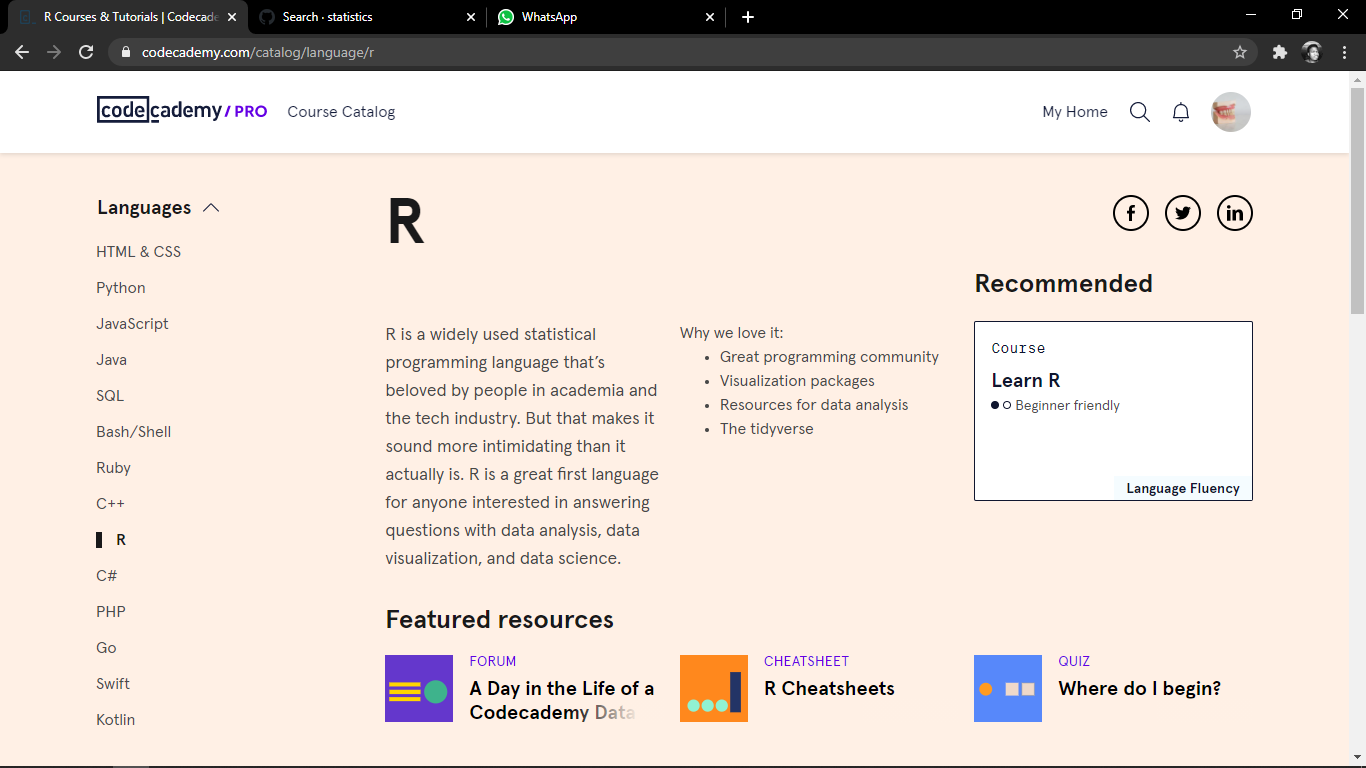 R Courses & Tutorials | Codecade
Search · statistics
WhatsApp
codecademy.com/catalog/language/r
codecademy / PRO
Course Catalog
My Home
Languages
HTML & CSS
Python
JavaScript
Java
SQL
Bash/Shell
Ruby
C++
R
C#
PHP
Go
Swift
Kotlin
R
R is a widely used statistical
programming language that’s
beloved by people in academia and
the tech industry. But that makes it
sound more intimidating than it
actually is. R is a great first language
for anyone interested in answering
questions with data analysis, data
visualization, and data science.
Why we love it:
• Great programming community
• Visualization packages
• Resources for data analysis
• The tidyverse
Recommended
Course
Learn R
Beginner friendly
Language Fluency
Featured resources
FORUM
A Day in the Life of a
Codecademy Data
CHEATSHEET
R Cheatsheets
QUIZ
Where do I begin?